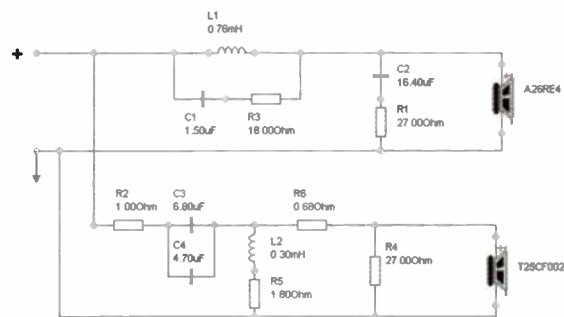 L1
0.76mH
C2
16.40uF
A26RE4
C1
1.50uF
R3
18.00Ohm
R1
27.00Ohm
R2
1.00Ohm
C3
6.80uF
R6
0.68Ohm
C4
4.70uF
L2
0.30mH
R4
27.00Ohm
T25CF002
R5
1.80Ohm